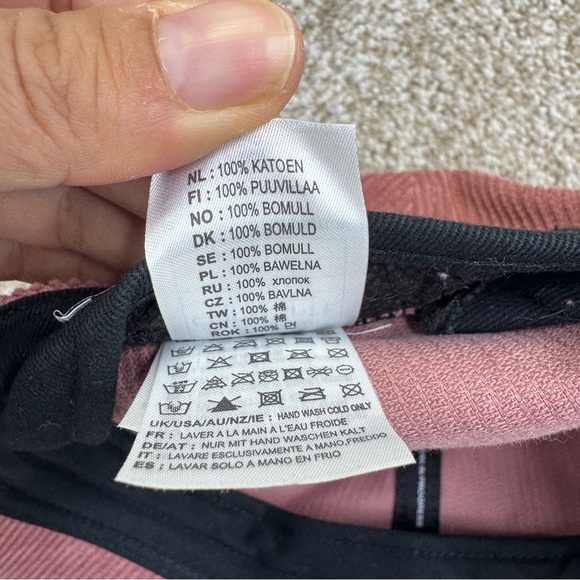 NL : 100% KATOEN
FI : 100% PUUVILLAA
NO : 100% BOMULL
DK : 100% BOMULD
SE : 100% BOMULL
PL : 100% BAWEŁNA
RU : 100% хлопок
CZ : 100% BAVLNA
TW : 100% 棉
CN : 100% 棉
ROK : 100% 면
UK/USA/AU/NZ/IE : HAND WASH COLD ONLY
FR : LAVER A LA MAIN A L'EAU FROIDE
DE/AT : NUR MIT HAND WASCHEN KALT
IT : LAVARE ESCLUSIVAMENTE A MANO,FREDDO
ES : LAVAR SOLO A MANO EN FRIO